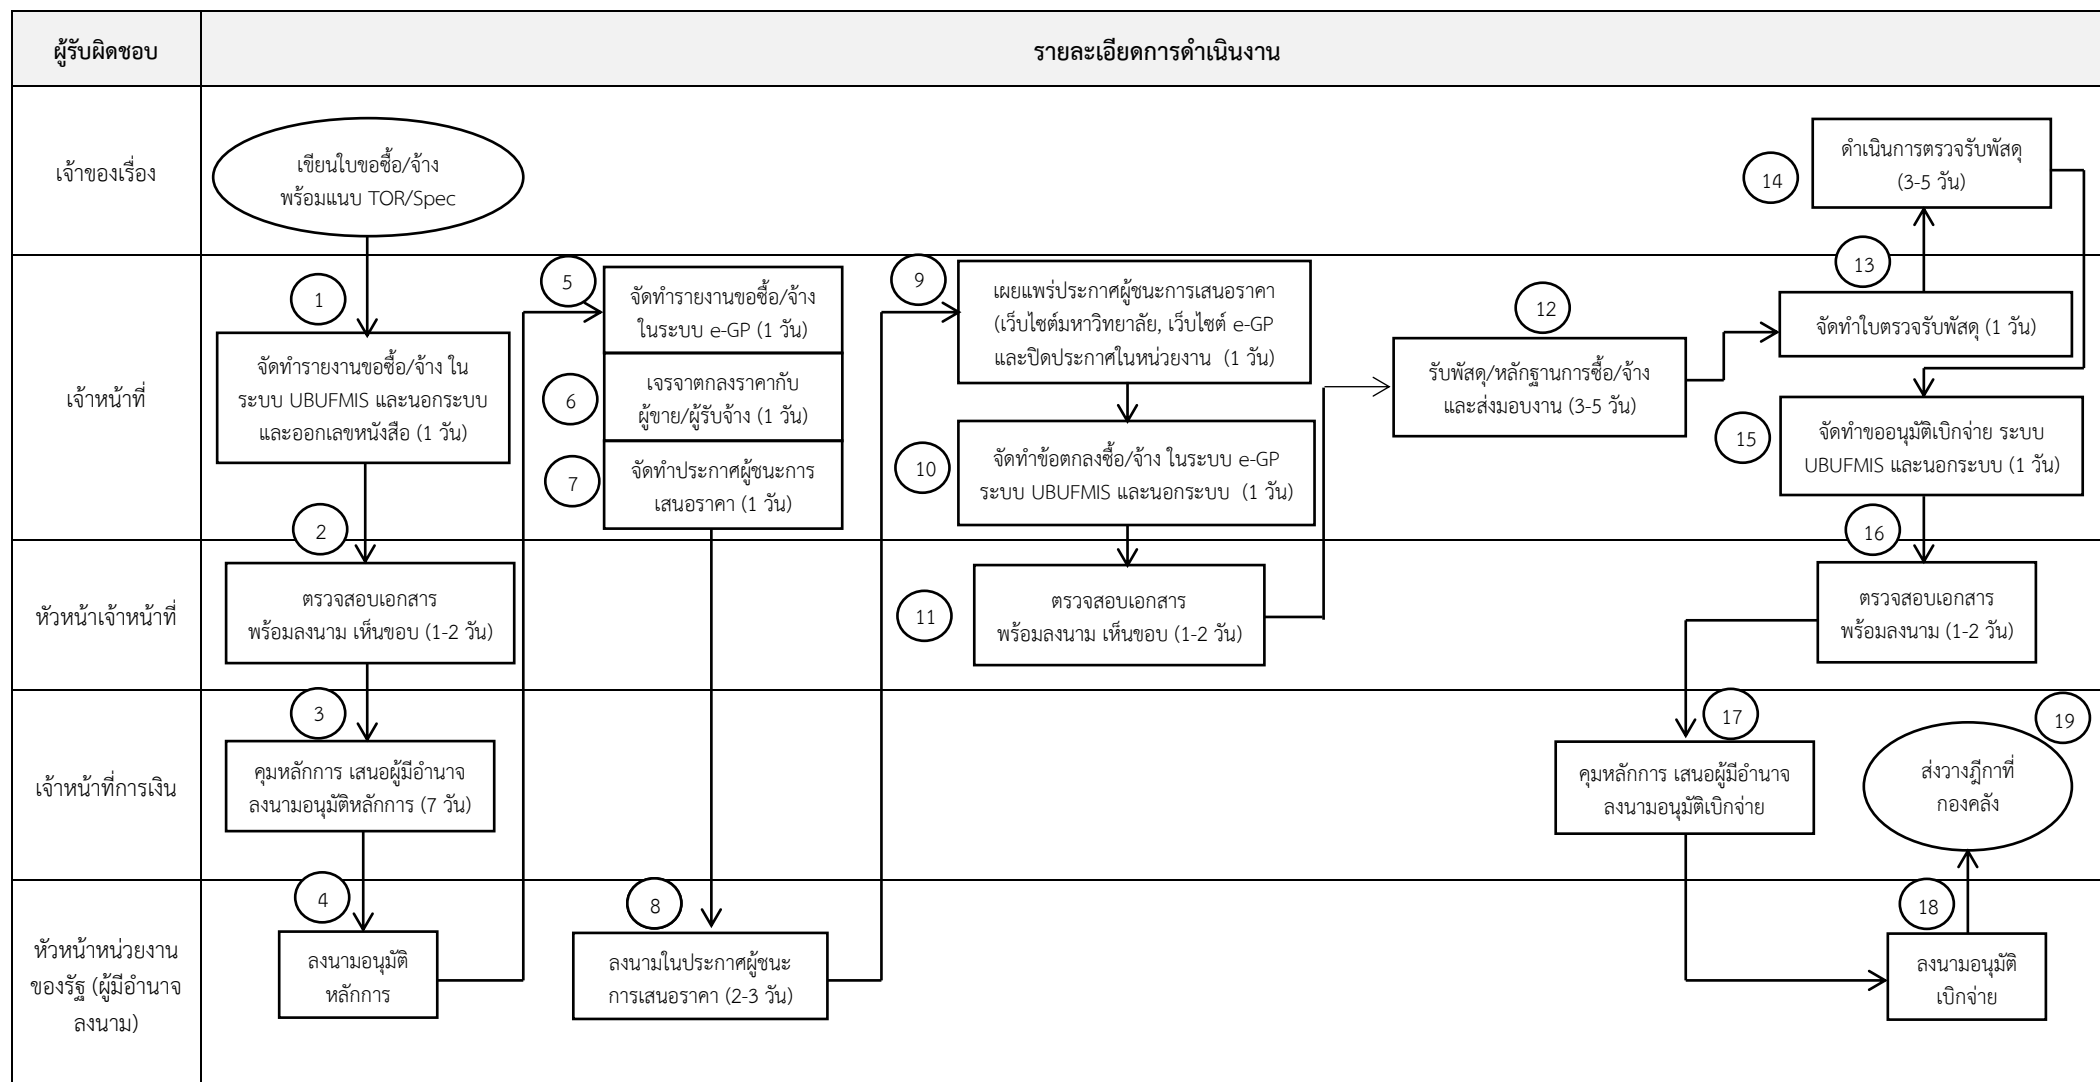 ผู้รับผิดชอบ
รายละเอียดการดำเนินงาน
เจ้าของเรื่อง
เขียนใบขอซื้อ/จ้าง
พร้อมแนบ TOR/Spec
14
ดำเนินการตรวจรับพัสดุ
(3-5 วัน)
เจ้าหน้าที่
1
จัดทำรายงานขอซื้อ/จ้าง ใน
ระบบ UBUFMIS และนอกระบบ
และออกเลขหนังสือ (1 วัน)
5
จัดทำรายงานขอซื้อ/จ้าง
ในระบบ e-GP (1 วัน)
6
เจรจาตกลงราคากับ
ผู้ขาย/ผู้รับจ้าง (1 วัน)
7
จัดทำประกาศผู้ชนะการ
เสนอราคา (1 วัน)
9
เผยแพร่ประกาศผู้ชนะการเสนอราคา
(เว็บไซต์มหาวิทยาลัย, เว็บไซต์ e-GP
และปิดประกาศในหน่วยงาน (1 วัน)
10
จัดทำข้อตกลงซื้อ/จ้าง ในระบบ e-GP
ระบบ UBUFMIS และนอกระบบ (1 วัน)
12
รับพัสดุ/หลักฐานการซื้อ/จ้าง
และส่งมอบงาน (3-5 วัน)
13
จัดทำใบตรวจรับพัสดุ (1 วัน)
15
จัดทำขออนุมัติเบิกจ่าย ระบบ
UBUFMIS และนอกระบบ (1 วัน)
หัวหน้าเจ้าหน้าที่
2
ตรวจสอบเอกสาร
พร้อมลงนาม เห็นขอบ (1-2 วัน)
11
ตรวจสอบเอกสาร
พร้อมลงนาม เห็นขอบ (1-2 วัน)
16
ตรวจสอบเอกสาร
พร้อมลงนาม (1-2 วัน)
เจ้าหน้าที่การเงิน
3
คุมหลักการ เสนอผู้มีอำนาจ
ลงนามอนุมัติหลักการ (7 วัน)
17
คุมหลักการ เสนอผู้มีอำนาจ
ลงนามอนุมัติเบิกจ่าย
19
ส่งวางฎีกาที่
กองคลัง
หัวหน้าหน่วยงาน
ของรัฐ (ผู้มีอำนาจ
ลงนาม)
4
ลงนามอนุมัติ
หลักการ
8
ลงนามในประกาศผู้ชนะ
การเสนอราคา (2-3 วัน)
18
ลงนามอนุมัติ
เบิกจ่าย